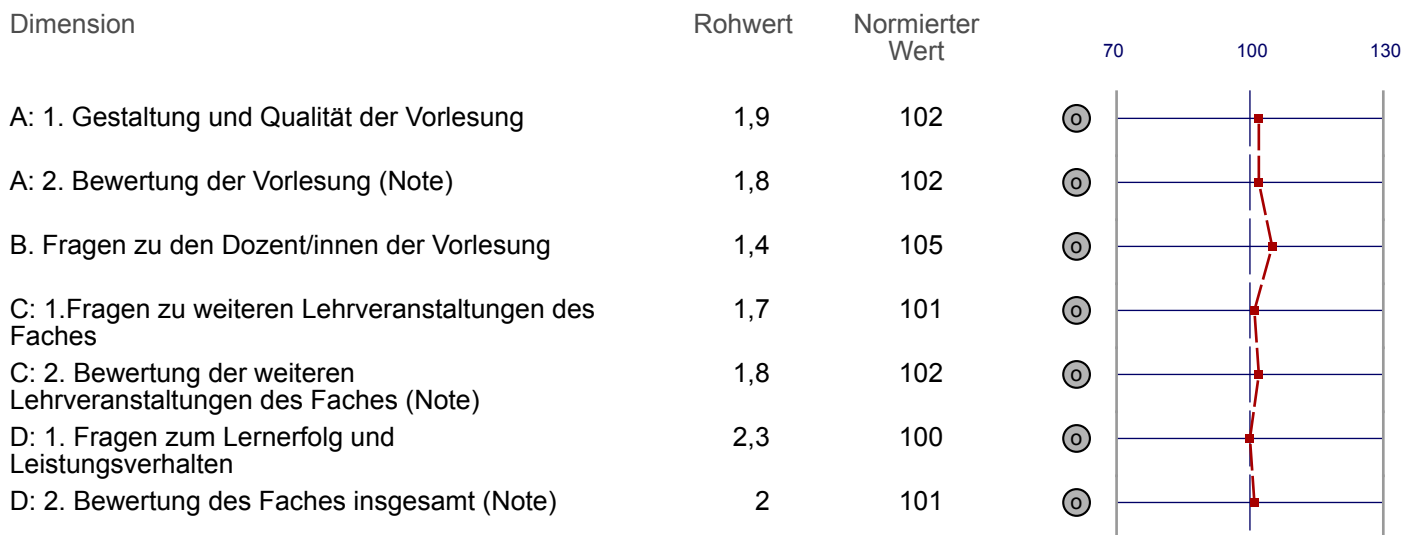 Dimension Rohwert Normierter
Wert
70 100 130
A: 1. Gestaltung und Qualität der Vorlesung 1,9 102 o
A: 2. Bewertung der Vorlesung (Note) 1,8 102 o
B. Fragen zu den Dozent/innen der Vorlesung 1,4 105 o
C: 1.Fragen zu weiteren Lehrveranstaltungen des 1,7 101 o
Faches
C: 2. Bewertung der weiteren 1,8 102 o
Lehrveranstaltungen des Faches (Note)
D: 1. Fragen zum Lernerfolg und 2,3 100 o
Leistungsverhalten
D: 2. Bewertung des Faches insgesamt (Note) 2 101 o